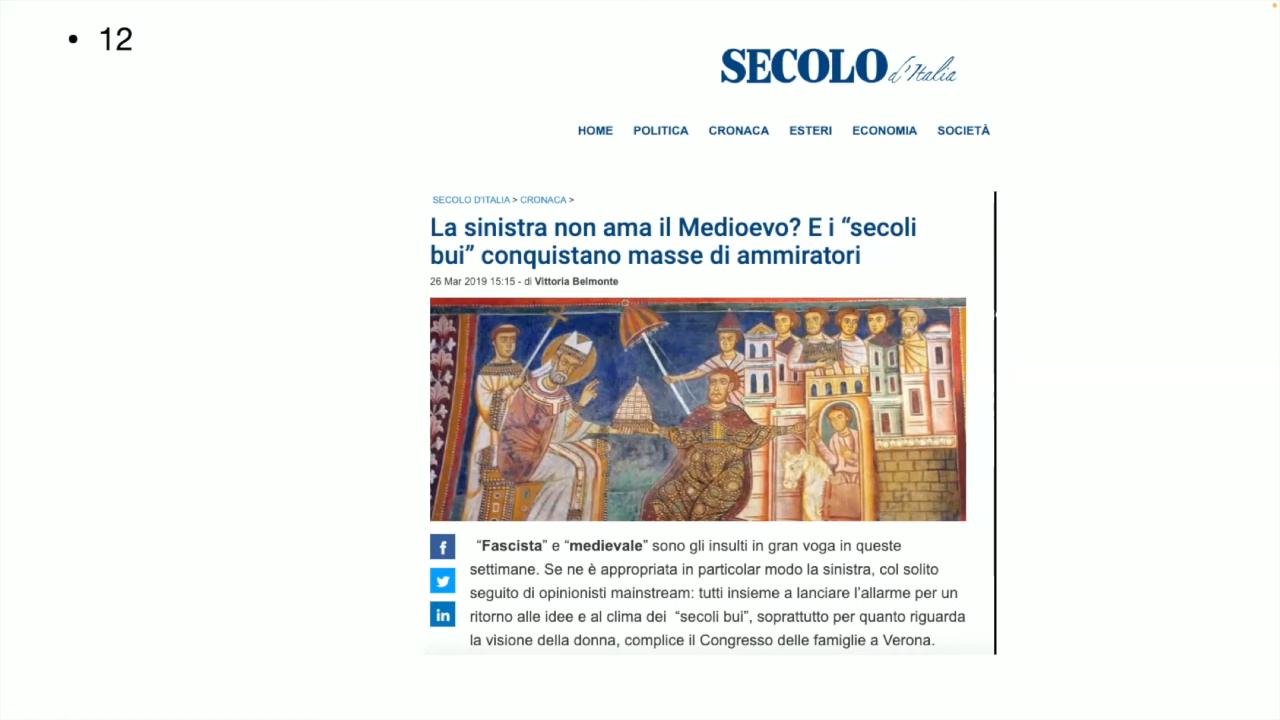 • 12
SECOLO d'Italia
HOME POLITICA CRONACA ESTERI ECONOMIA SOCIETÀ
SECOLO D'ITALIA > CRONACA >
La sinistra non ama il Medioevo? E i “secoli
bui” conquistano masse di ammiratori
26 Mar 2019 15:15 - di Vittoria Belmonte
“Fascista” e “medievale” sono gli insulti in gran voga in queste
settimane. Se ne è appropriata in particolar modo la sinistra, col solito
seguito di opinionisti mainstream: tutti insieme a lanciare l’allarme per un
ritorno alle idee e al clima dei “secoli bui”, soprattutto per quanto riguarda
la visione della donna, complice il Congresso delle famiglie a Verona.